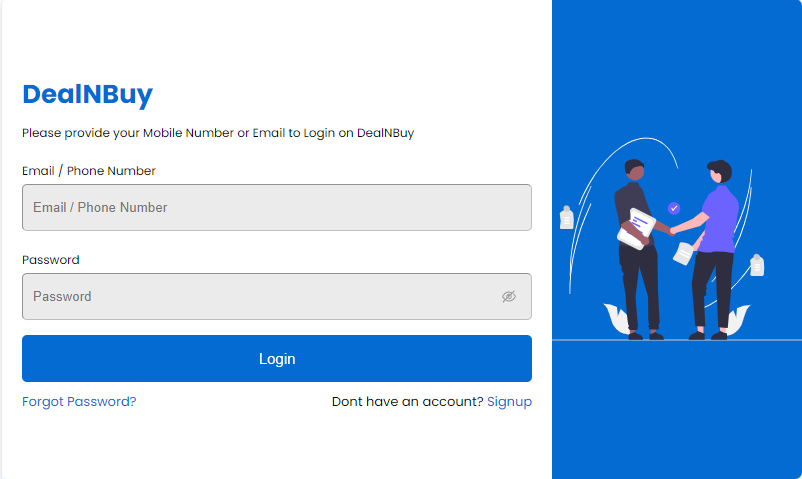 DealNBuy
Please provide your Mobile Number or Email to Login on DealNBuy
Email / Phone Number
Email / Phone Number
Password
Password
Login
Forgot Password? Dont have an account? Signup